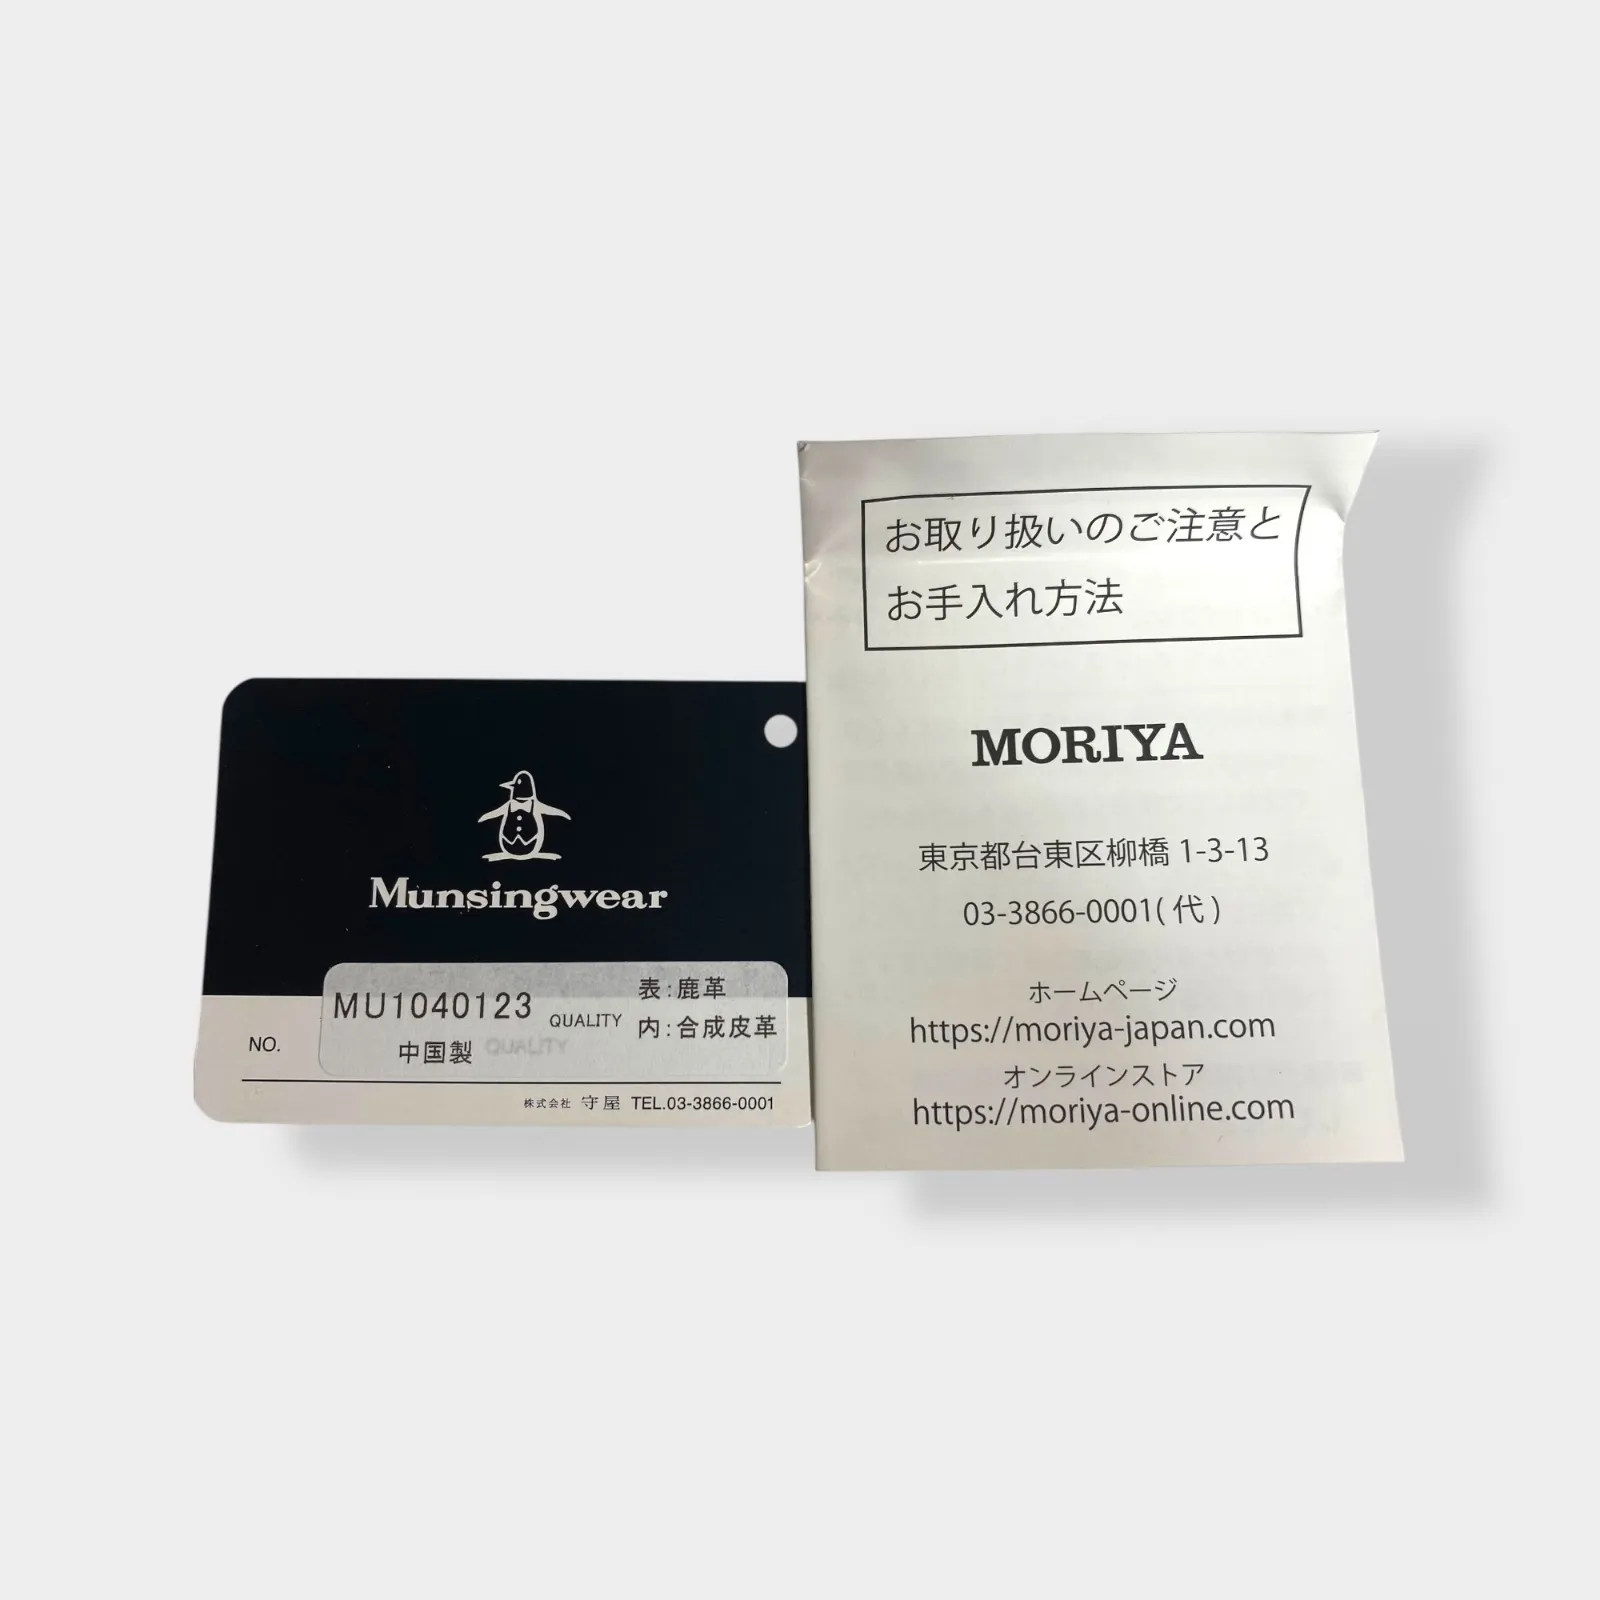 Munsingwear
NO.
MU1040123
中国製
QUALITY
QUALITY
表:鹿革
内:合成皮革
株式会社 守屋 TEL.03-3866-0001
お取り扱いのご注意と
お手入れ方法
MORIYA
東京都台東区柳橋 1-3-13
03-3866-0001(代)
ホームページ
https://moriya-japan.com
オンラインストア
https://moriya-online.com